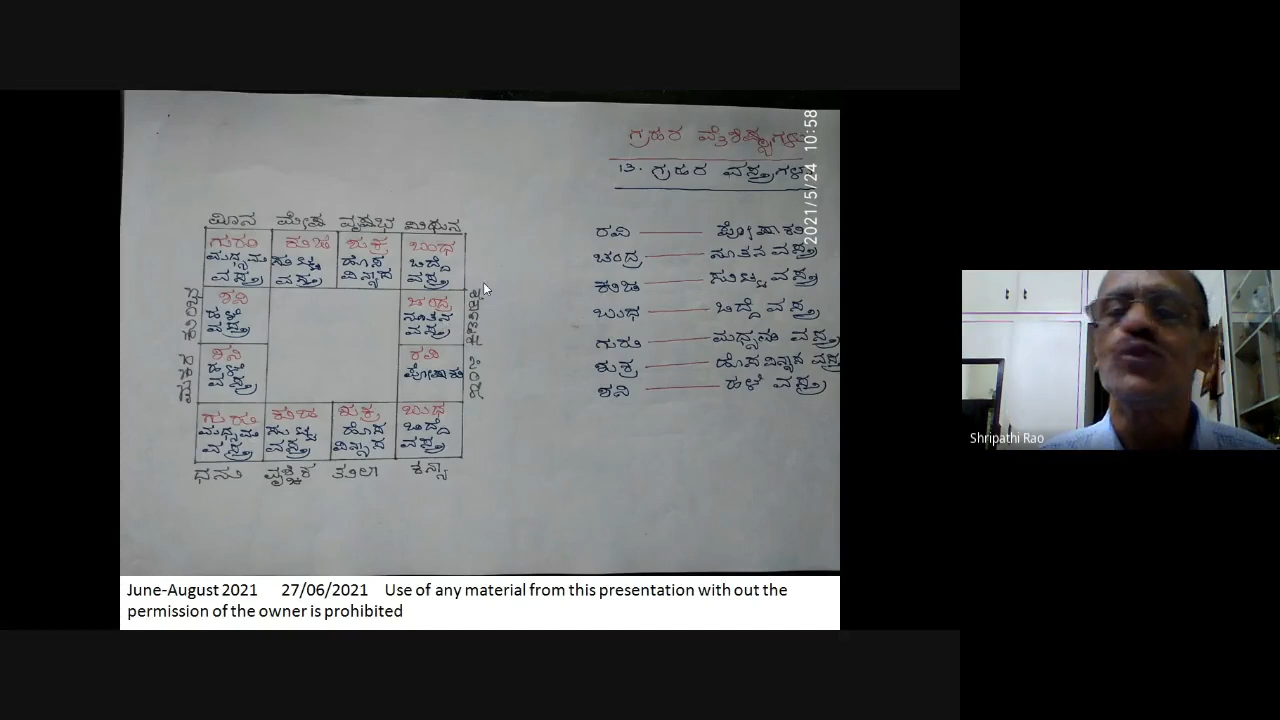 ಗ್ರಹರ ವೈಶಿಷ್ಟ್ಯಗಳು
13. ಗ್ರಹರ ವಸ್ತ್ರಗಳು
2021/5/24 10:58
ರವಿ ಪೋಷಾಕು
ಚಂದ್ರ ನೂತನ ವಸ್ತ್ರ
ಕುಜ ಸುಟ್ಟ ವಸ್ತ್ರ
ಬುಧ ಒದ್ದೆ ವಸ್ತ್ರ
ಗುರು ಮಧ್ಯಮ ವಸ್ತ್ರ
ಶುಕ್ರ ಹೊಸ ವಿನ್ಯಾಸ ವಸ್ತ್ರ
ಶನಿ ಹಳೆ ವಸ್ತ್ರ
ಮೀನ ಮೇಷ ವೃಷಭ ಮಿಥುನ
ಗುರು ಕುಜ ಶುಕ್ರ ಬುಧ
ಮಧ್ಯಮ ಸುಟ್ಟ ಹೊಸ ಒದ್ದೆ
ವಸ್ತ್ರ ವಸ್ತ್ರ ವಿನ್ಯಾಸ ವಸ್ತ್ರ
ಕುಂಭ
ಶನಿ ಚಂದ್ರ
ಹಳೆ ನೂತನ
ವಸ್ತ್ರ ವಸ್ತ್ರ
ಮಕರ
ಶನಿ ರವಿ
ಹಳೆ ಪೋಷಾಕು
ವಸ್ತ್ರ
ಗುರು ಕುಜ ಶುಕ್ರ ಬುಧ
ಮಧ್ಯಮ ಸುಟ್ಟ ಹೊಸ ಒದ್ದೆ
ವಸ್ತ್ರ ವಸ್ತ್ರ ವಿನ್ಯಾಸ ವಸ್ತ್ರ
ಧನು ವೃಶ್ಚಿಕ ತುಲಾ ಕನ್ಯಾ
June-August 2021 27/06/2021 Use of any material from this presentation with out the
permission of the owner is prohibited
Shripathi Rao